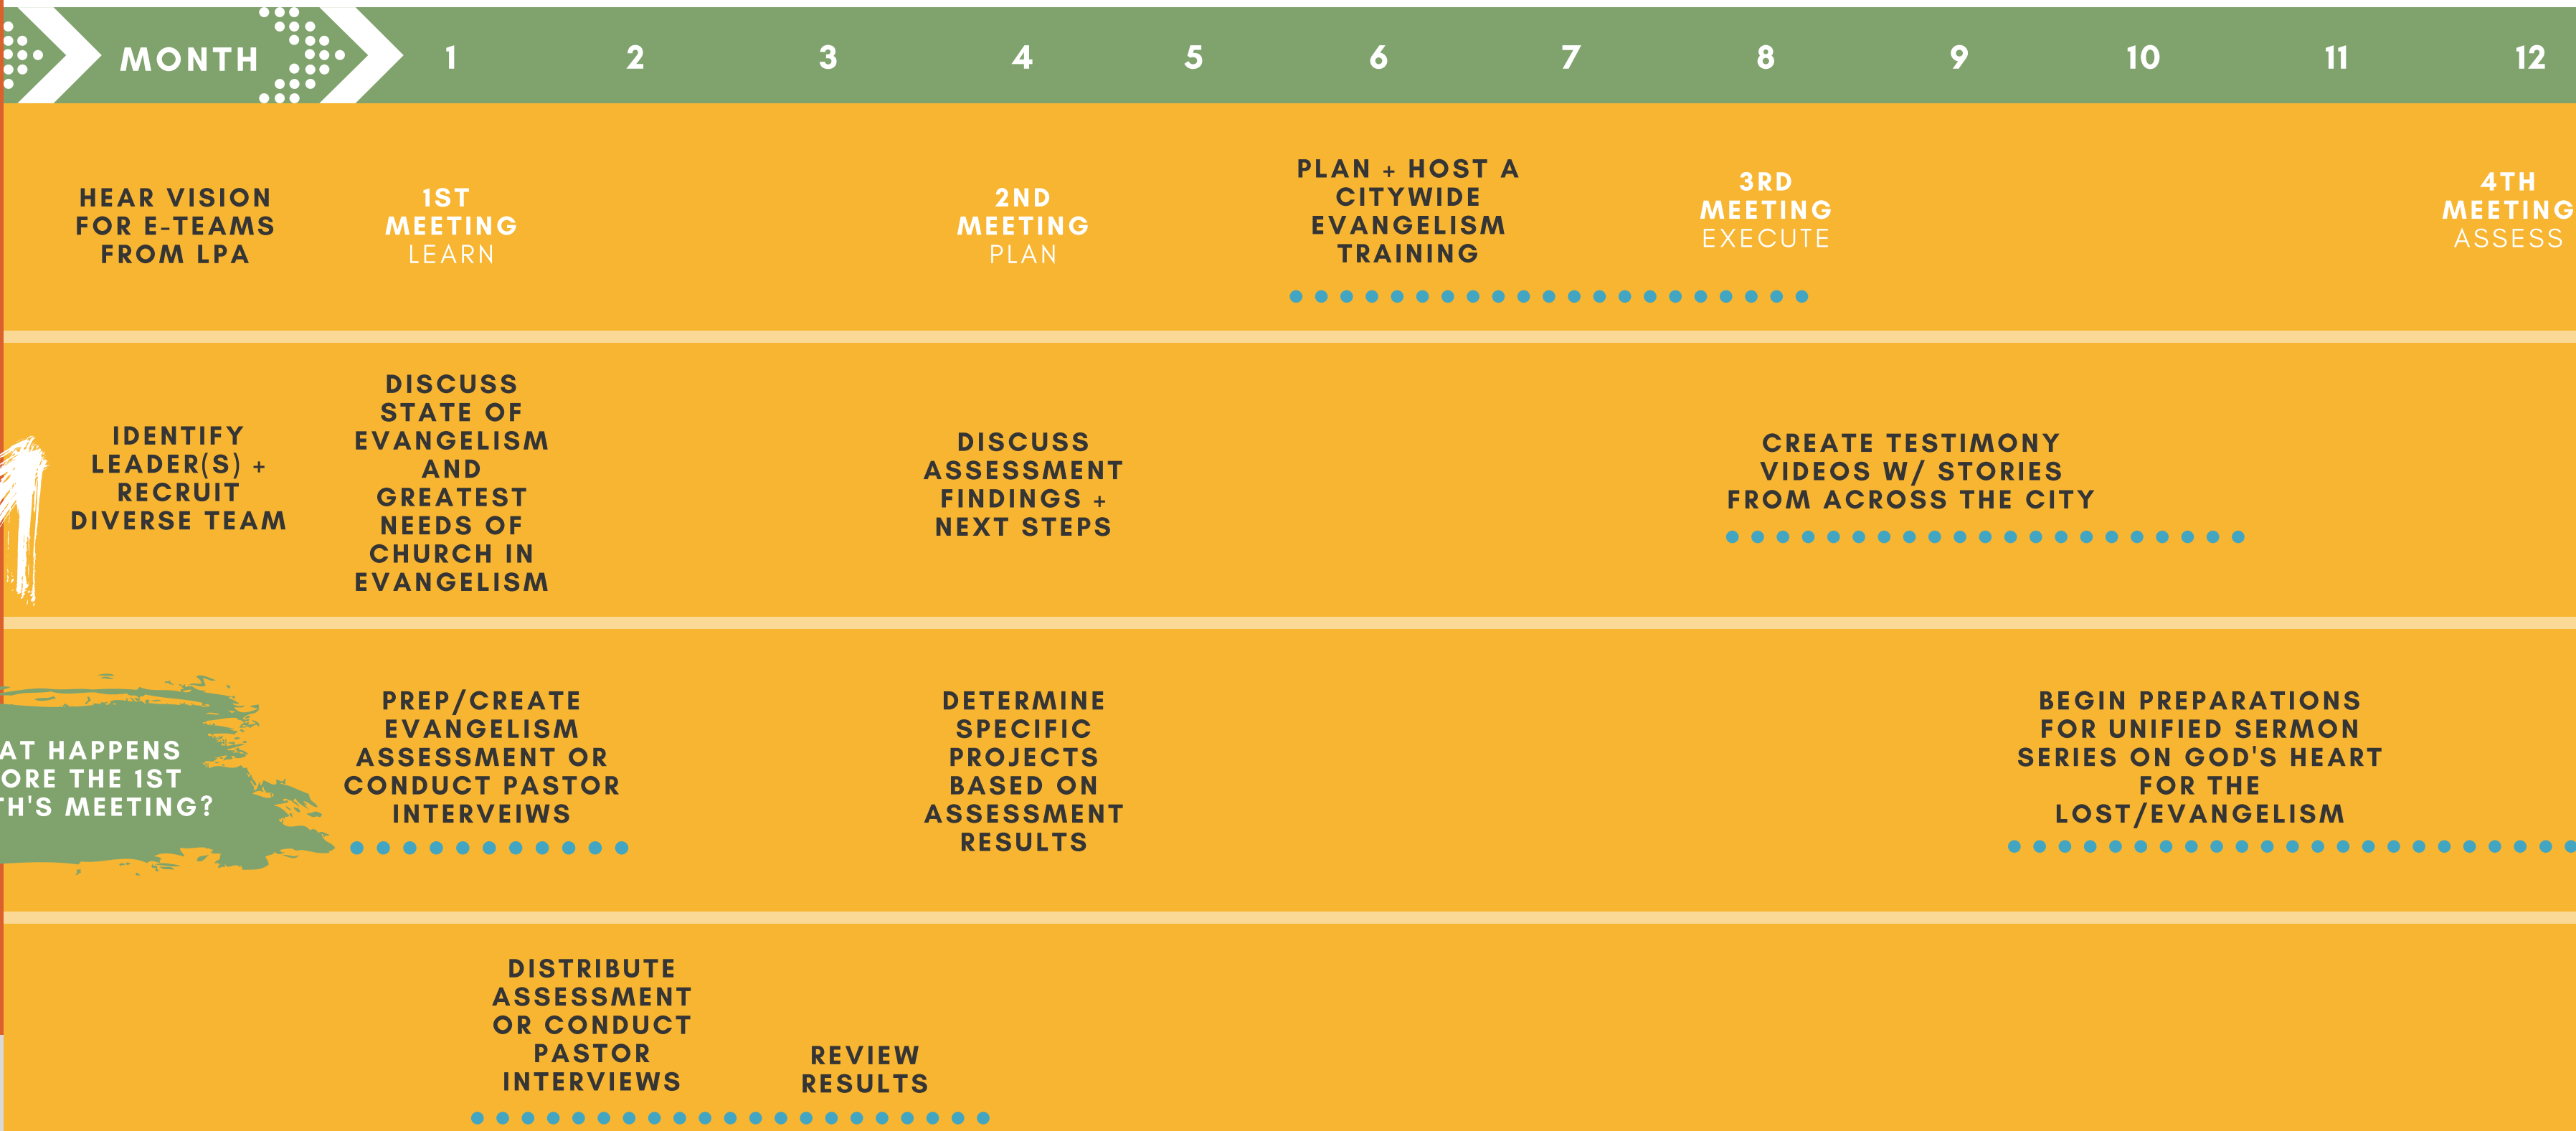 MONTH 1 2 3 4 5 6 7 8 9 10 11 12
HEAR VISION
FOR E-TEAMS
FROM LPA
1ST
MEETING
LEARN
2ND
MEETING
PLAN
PLAN + HOST A
CITYWIDE
EVANGELISM
TRAINING
3RD
MEETING
EXECUTE
4TH
MEETING
ASSESS
1
IDENTIFY
LEADER(S) +
RECRUIT
DIVERSE TEAM
DISCUSS
STATE OF
EVANGELISM
AND
GREATEST
NEEDS OF
CHURCH IN
EVANGELISM
DISCUSS
ASSESSMENT
FINDINGS +
NEXT STEPS
CREATE TESTIMONY
VIDEOS W/ STORIES
FROM ACROSS THE CITY
AT HAPPENS
ORE THE 1ST
TH'S MEETING?
PREP/CREATE
EVANGELISM
ASSESSMENT OR
CONDUCT PASTOR
INTERVEIWS
DETERMINE
SPECIFIC
PROJECTS
BASED ON
ASSESSMENT
RESULTS
BEGIN PREPARATIONS
FOR UNIFIED SERMON
SERIES ON GOD'S HEART
FOR THE
LOST/EVANGELISM
DISTRIBUTE
ASSESSMENT
OR CONDUCT
PASTOR
INTERVIEWS
REVIEW
RESULTS